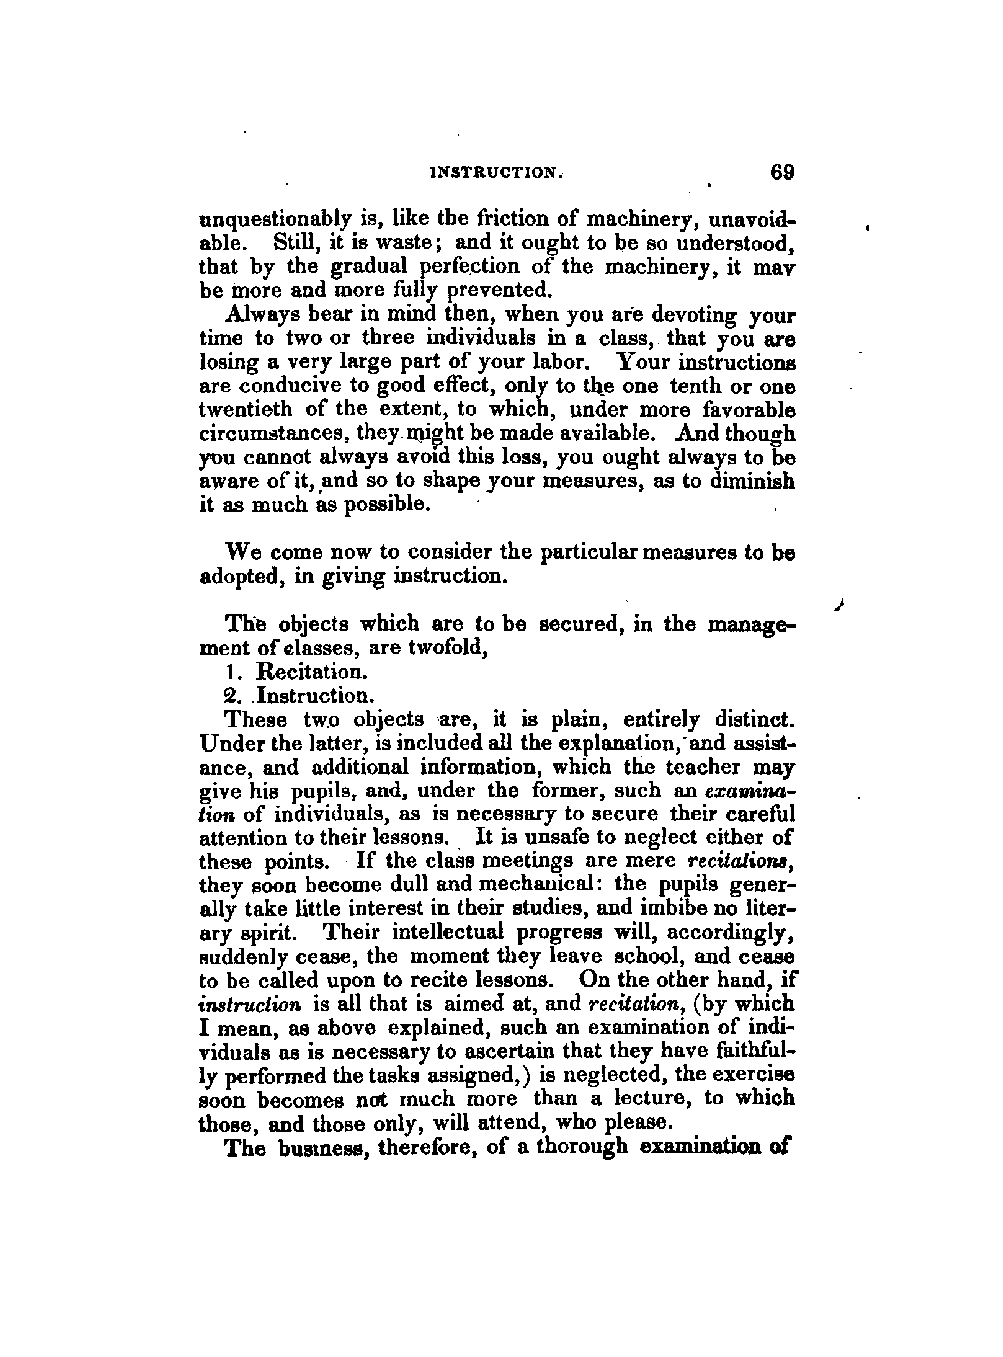 INSTRUCTION. 69
unquestionably is, like the friction of machinery, unavoid-
able. Still, it is waste; and it ought to be so understood,
that by the gradual perfection of the machinery, it may
be more and more fully prevented.
Always bear in mind then, when you are devoting your
time to two or three individuals in a class, that you are
losing a very large part of your labor. Your instructions
are conducive to good effect, only to the one tenth or one
twentieth of the extent, to which, under more favorable
circumstances, they might be made available. And though
you cannot always avoid this loss, you ought always to be
aware of it, and so to shape your measures, as to diminish
it as much as possible.
We come now to consider the particular measures to be
adopted, in giving instruction.
The objects which are to be secured, in the manage-
ment of classes, are twofold,
1. Recitation.
2. Instruction.
These two objects are, it is plain, entirely distinct.
Under the latter, is included all the explanation, and assist-
ance, and additional information, which the teacher may
give his pupils, and, under the former, such an examina-
tion of individuals, as is necessary to secure their careful
attention to their lessons. It is unsafe to neglect either of
these points. If the class meetings are mere recitations,
they soon become dull and mechanical: the pupils gener-
ally take little interest in their studies, and imbibe no liter-
ary spirit. Their intellectual progress will, accordingly,
suddenly cease, the moment they leave school, and cease
to be called upon to recite lessons. On the other hand, if
instruction is all that is aimed at, and recitation, (by which
I mean, as above explained, such an examination of indi-
viduals as is necessary to ascertain that they have faithful-
ly performed the tasks assigned,) is neglected, the exercise
soon becomes not much more than a lecture, to which
those, and those only, will attend, who please.
The business, therefore, of a thorough examination of